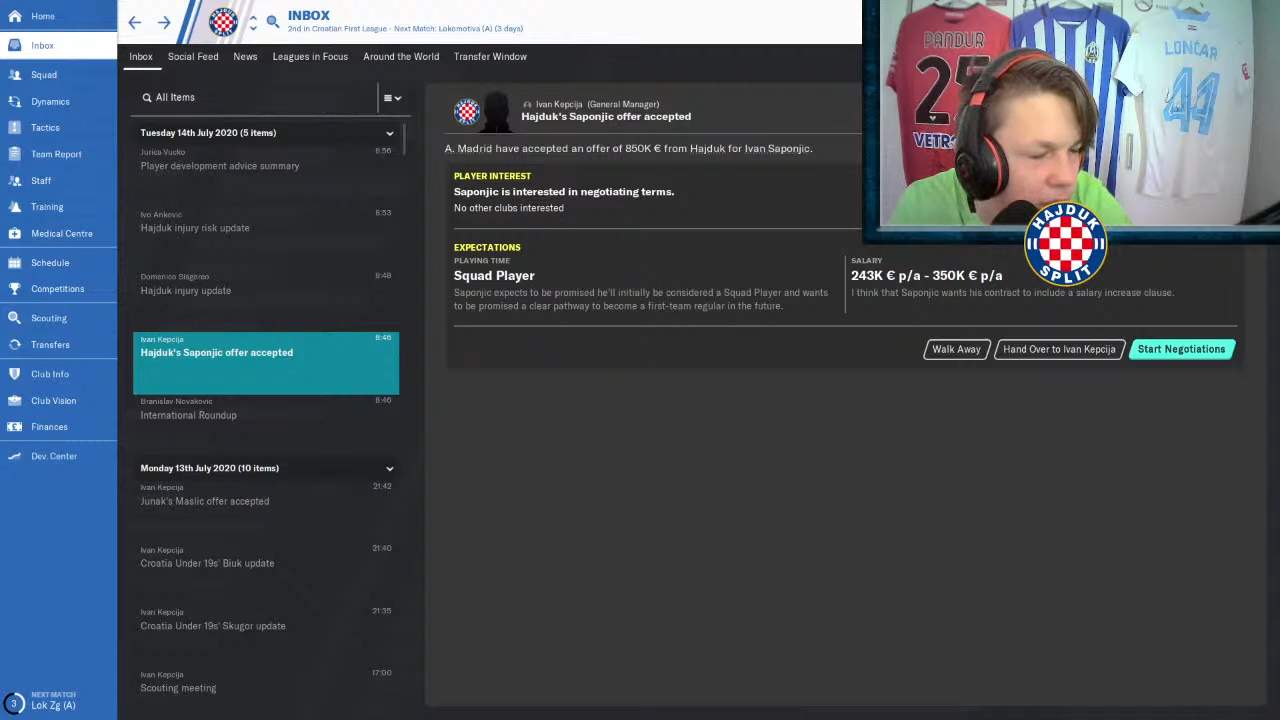 Home
Inbox
Squad
Dynamics
Tactics
Team Report
Staff
Training
Medical Centre
Schedule
Competitions
Scouting
Transfers
Club Info
Club Vision
Finances
Dev. Center
3
NEXT MATCH
Lok Zg (A)
HAJDUK
SPLIT
INBOX
2nd in Croatian First League - Next Match: Lokomotiva (A) (3 days)
Inbox
Social Feed
News
Leagues in Focus
Around the World
Transfer Window
All Items
Tuesday 14th July 2020 (5 items)
Jurica Vucko
8:56
Player development advice summary
Ivo Ankovic
8:53
Hajduk injury risk update
Domenico Sisgoreo
8:48
Hajduk injury update
Ivan Kepcija
8:46
Hajduk's Saponjic offer accepted
Branislav Novakovic
8:46
International Roundup
Monday 13th July 2020 (10 items)
Ivan Kepcija
21:42
Junak's Maslic offer accepted
Ivan Kepcija
21:40
Croatia Under 19s' Biuk update
Ivan Kepcija
21:35
Croatia Under 19s' Skugor update
Ivan Kepcija
17:00
Scouting meeting
Ivan Kepcija (General Manager)
Hajduk's Saponjic offer accepted
A. Madrid have accepted an offer of 850K € from Hajduk for Ivan Saponjic.
PLAYER INTEREST
Saponjic is interested in negotiating terms.
No other clubs interested
EXPECTATIONS
PLAYING TIME
Squad Player
Saponjic expects to be promised he'll initially be considered a Squad Player and wants
to be promised a clear pathway to become a first-team regular in the future.
SALARY
243K € p/a - 350K € p/a
I think that Saponjic wants his contract to include a salary increase clause.
Walk Away
Hand Over to Ivan Kepcija
Start Negotiations
PANDUR
25
VETRO
LONČAR
44
HAJDUK
SPLIT